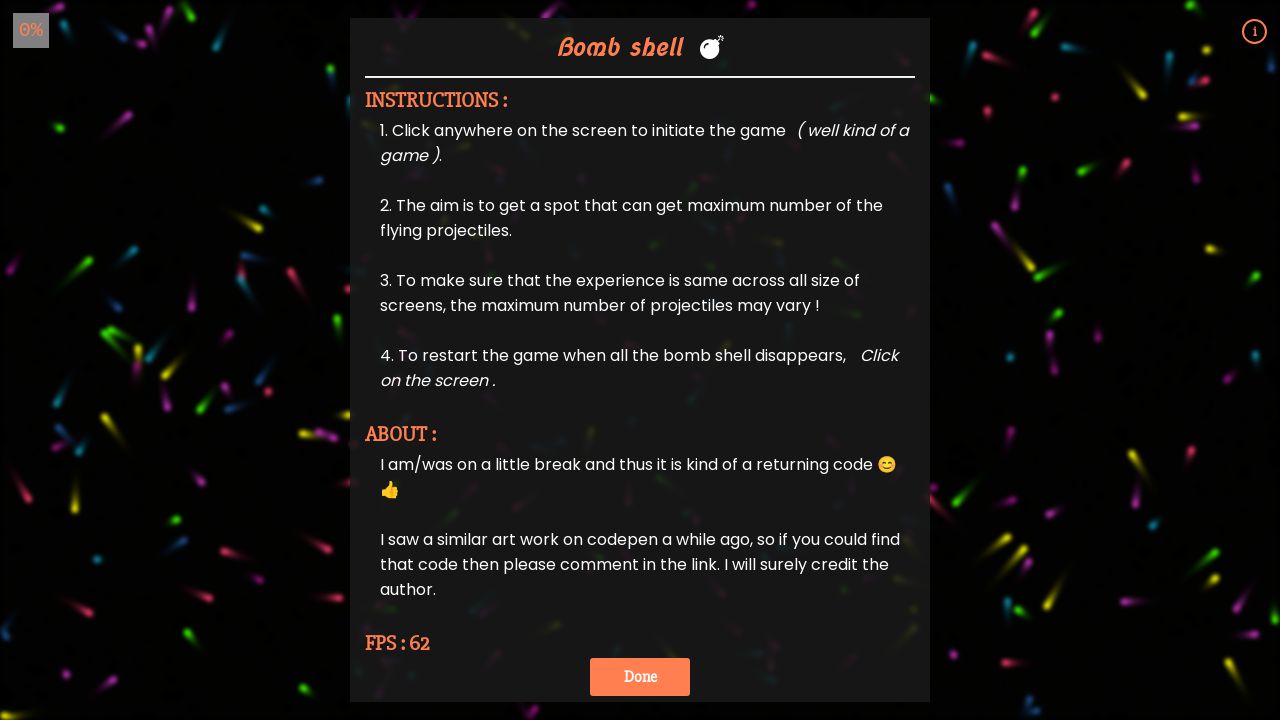 0%
i
Bomb shell 💣
INSTRUCTIONS :
1. Click anywhere on the screen to initiate the game ( well kind of a
game ).
2. The aim is to get a spot that can get maximum number of the
flying projectiles.
3. To make sure that the experience is same across all size of
screens, the maximum number of projectiles may vary !
4. To restart the game when all the bomb shell disappears, Click
on the screen .
ABOUT :
I am/was on a little break and thus it is kind of a returning code 😊
👍
I saw a similar art work on codepen a while ago, so if you could find
that code then please comment in the link. I will surely credit the
author.
FPS : 62
Done